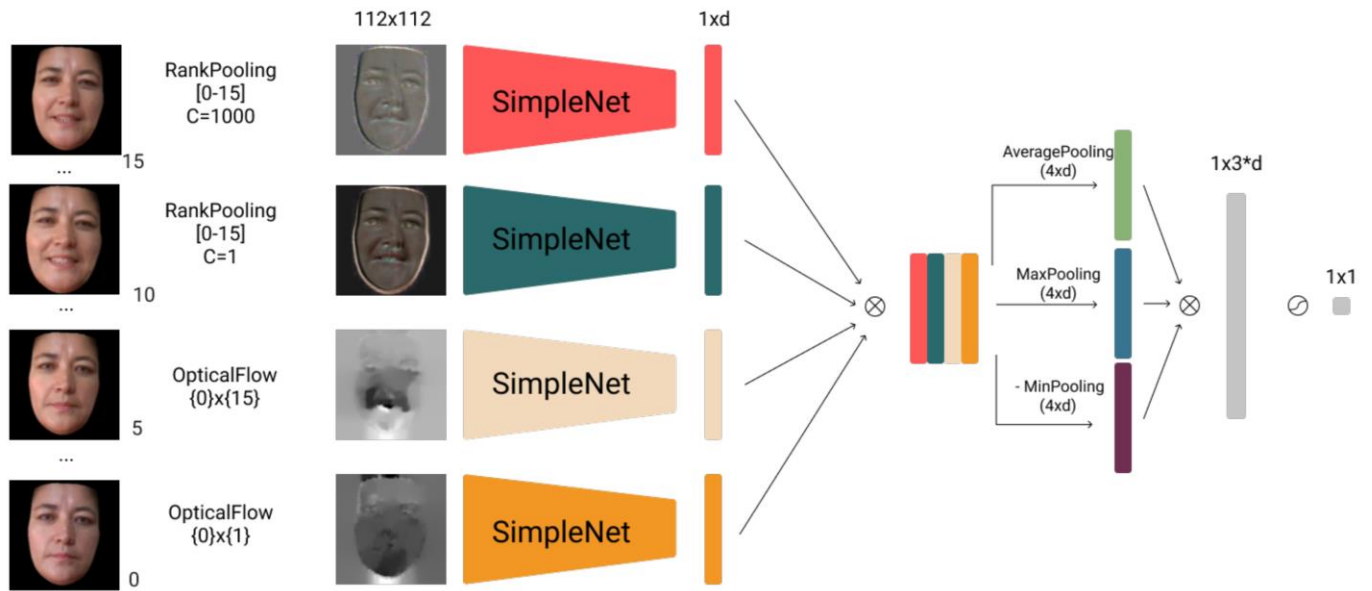 112x112
1xd
RankPooling
[0-15]
C=1000
SimpleNet
15
...
RankPooling
[0-15]
C=1
SimpleNet
10
...
OpticalFlow
{0}x{15}
SimpleNet
5
...
OpticalFlow
{0}x{1}
SimpleNet
0
AveragePooling
(4xd)
MaxPooling
(4xd)
- MinPooling
(4xd)
1x3*d
1x1